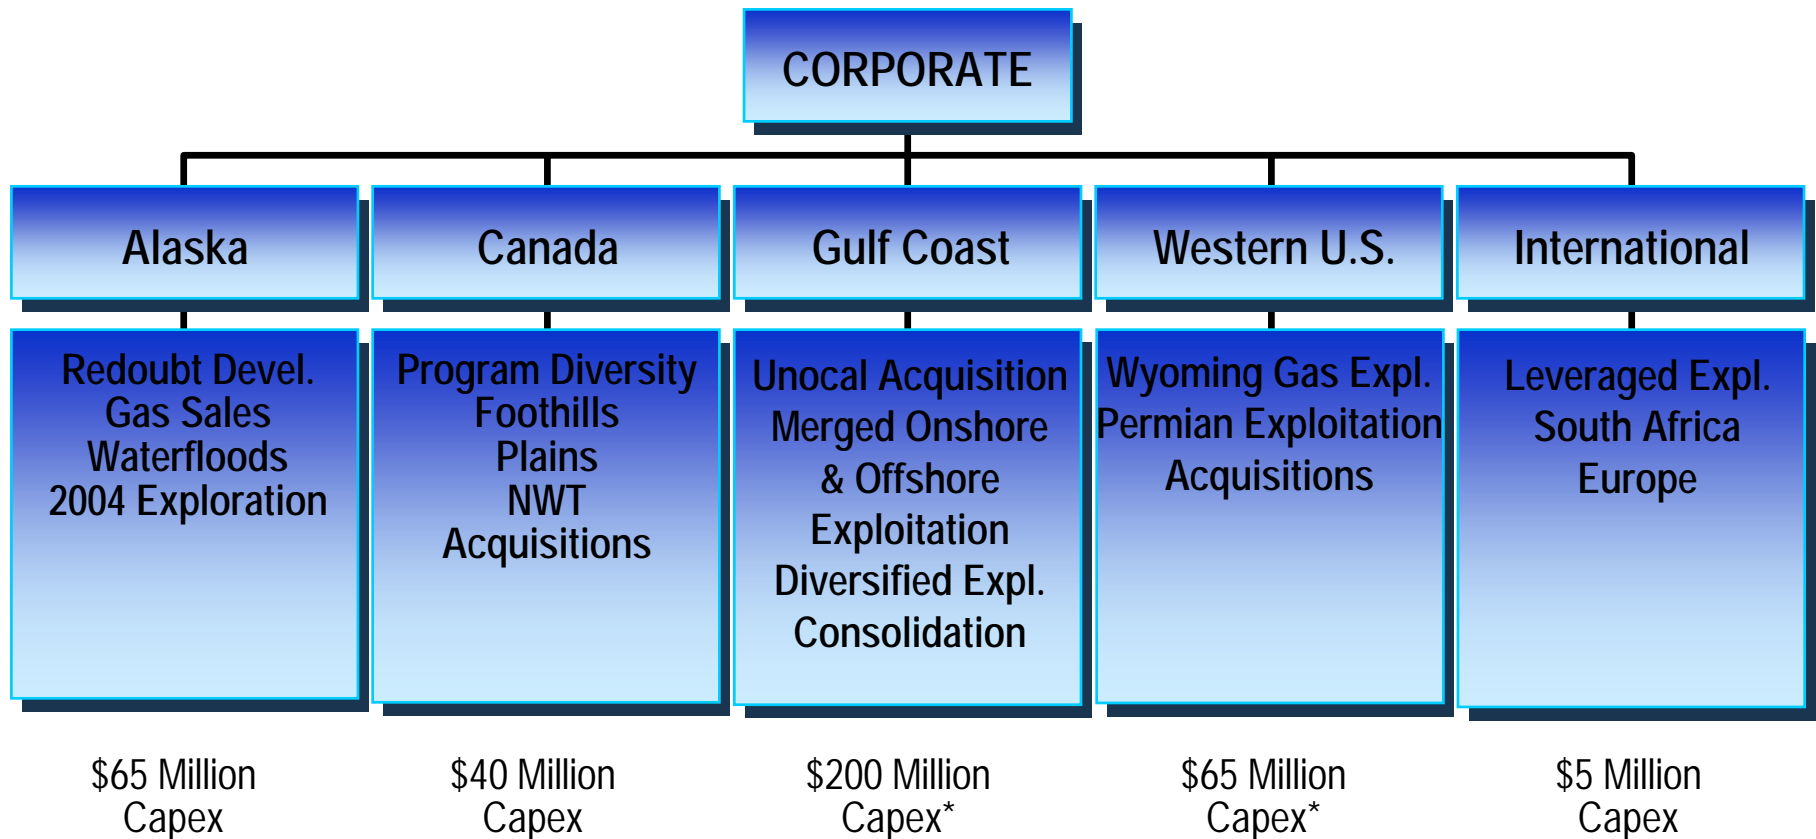 CORPORATE
Alaska
Canada
Gulf Coast
Western U.S.
International
Redoubt Devel.
Gas Sales
Waterfloods
2004 Exploration
Program Diversity
Foothills
Plains
NWT
Acquisitions
Unocal Acquisition
Merged Onshore
& Offshore
Exploitation
Diversified Expl.
Consolidation
Wyoming Gas Expl.
Permian Exploitation
Acquisitions
Leveraged Expl.
South Africa
Europe
$65 Million
Capex
$40 Million
Capex
$200 Million
Capex*
$65 Million
Capex*
$5 Million
Capex